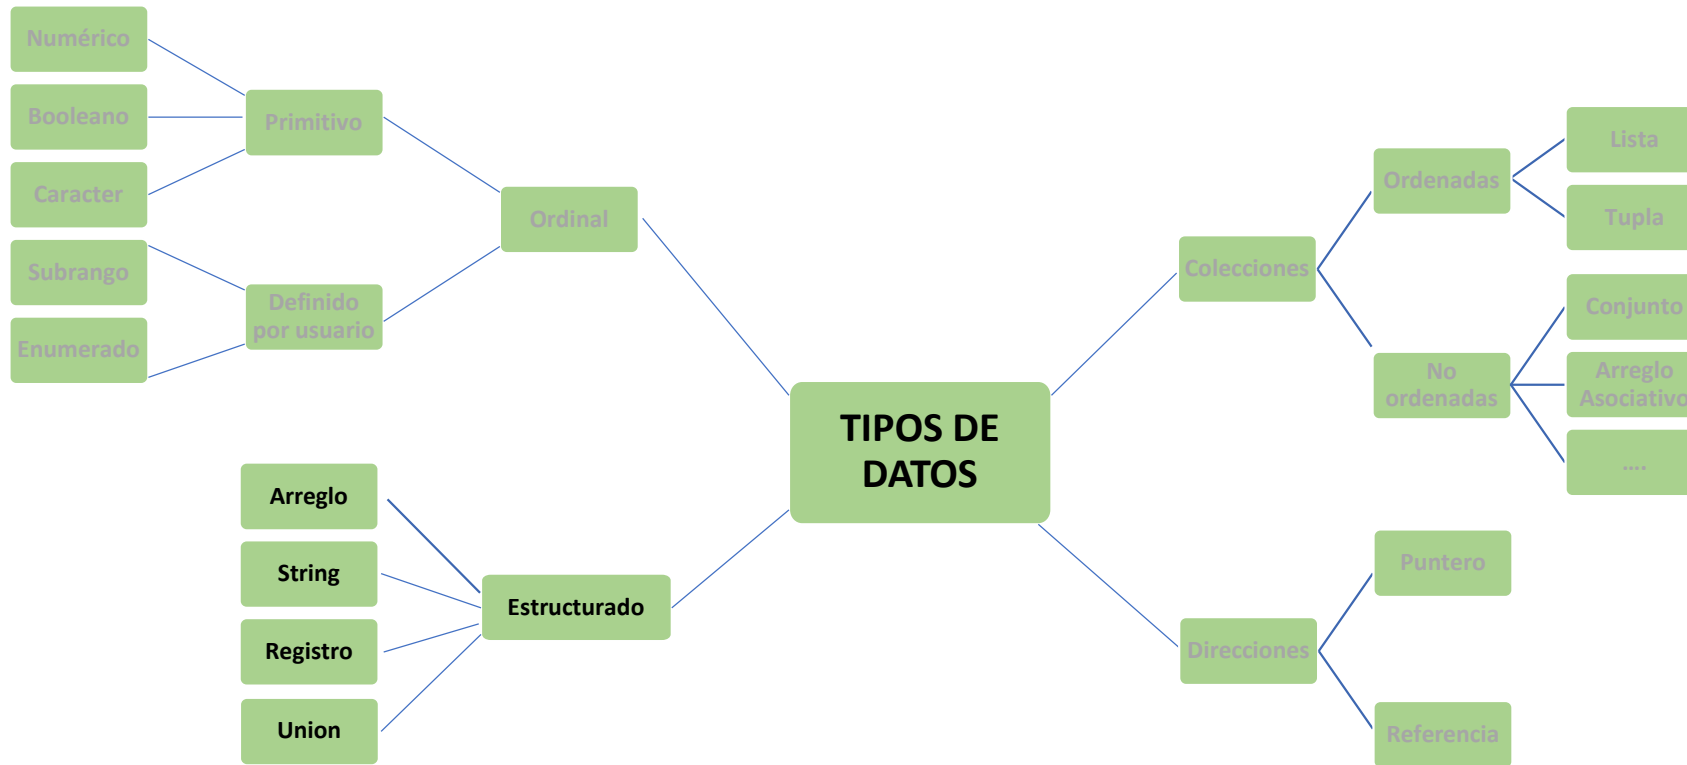 Numérico
Booleano
Caracter
Subrango
Enumerado
Primitivo
Definido
por usuario
Ordinal
Arreglo
String
Registro
Union
Estructurado
TIPOS DE
DATOS
Colecciones
Ordenadas
Lista
Tupla
No
ordenadas
Conjunto
Arreglo
Asociativo
....
Direcciones
Puntero
Referencia